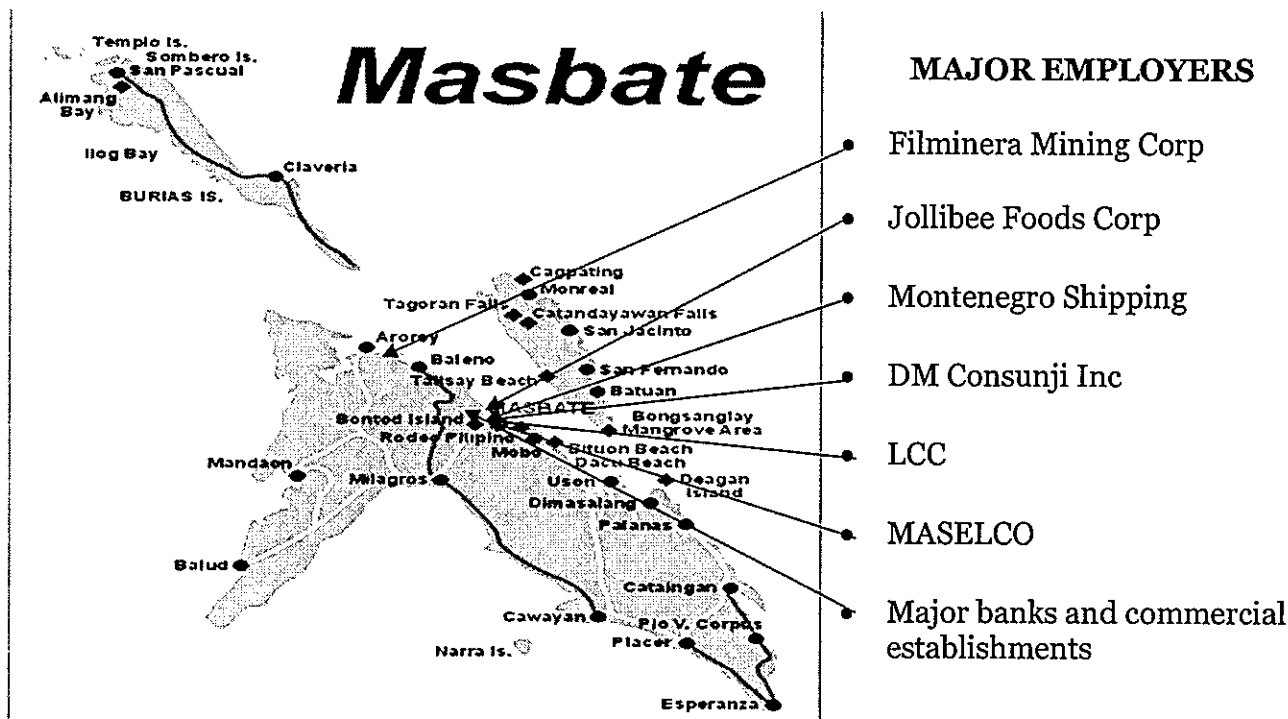 Masbate
Templo Is.
Sombero Is.
San Pascual
Alimang
Bay
Ilog Bay
Claveria
BURIAS IS.
Cagpating
Monreal
Tagoran Falls
Catandayawan Falls
San Jacinto
Aroroy
Baleno
San Fernando
Talisay Beach
Batuan
MASBATE
Bontod Island
Bongsanglay
Mangrove Area
Rodeo Pilipina
Mobo
Bituon Beach
Dacu Beach
Mandaon
Milagros
Uson
Deagan
Island
Dimasalang
Palanas
Balud
Cataingan
Cawayan
Pio V. Corpus
Placer
Narra Is.
Esperanza
MAJOR EMPLOYERS
Filminera Mining Corp
Jollibee Foods Corp
Montenegro Shipping
DM Consunji Inc
LCC
MASELCO
Major banks and commercial
establishments